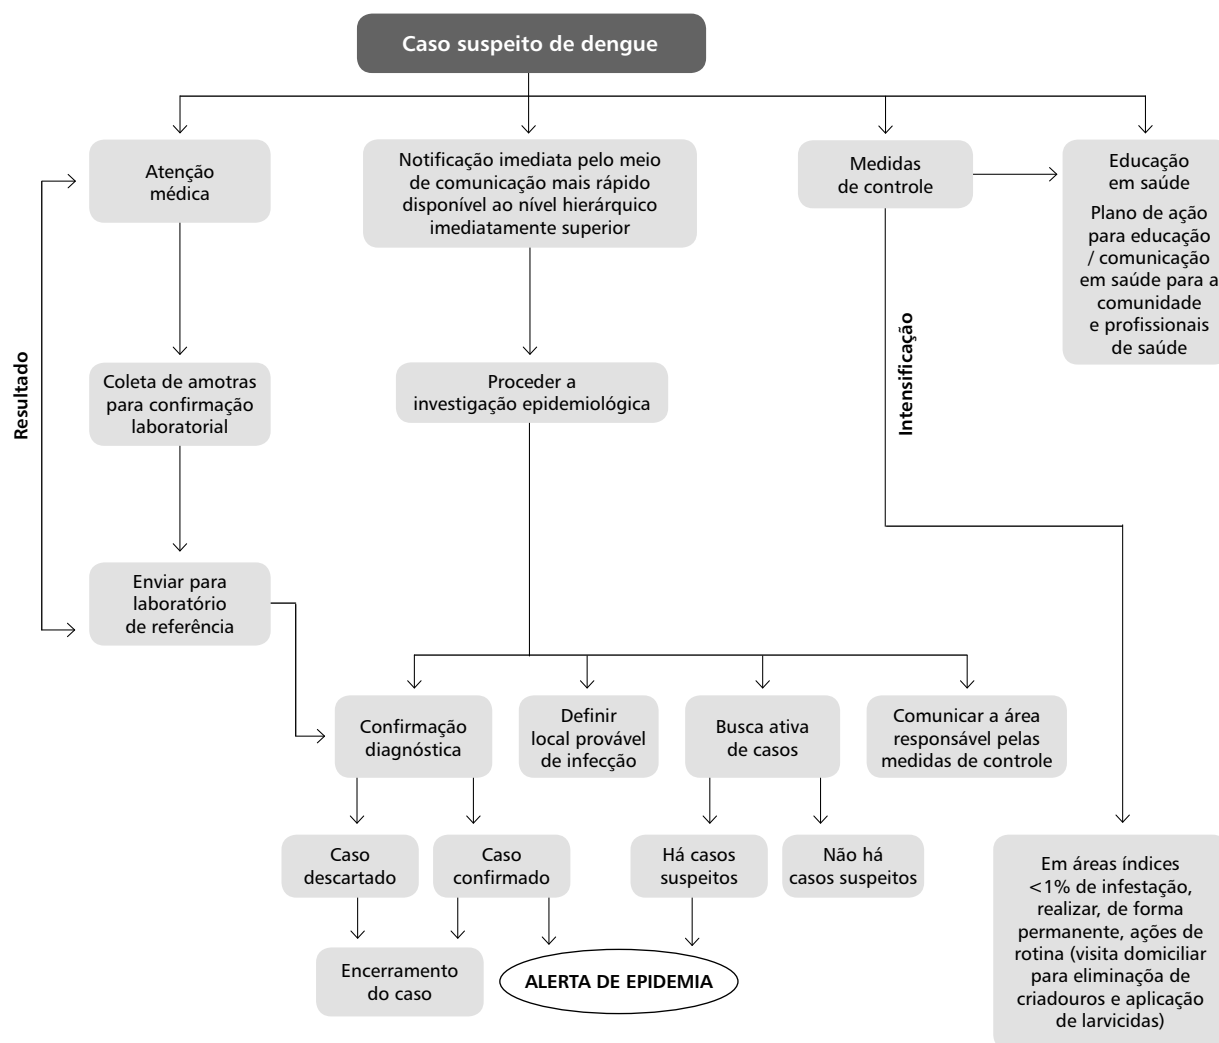 Caso suspeito de dengue
Atenção
médica
Notificação imediata pelo meio
de comunicação mais rápido
disponível ao nível hierárquico
imediatamente superior
Medidas
de controle
Educação
em saúde
Plano de ação
para educação
/ comunicação
em saúde para a
comunidade
e profissionais
de saúde
Resultado
Intensificação
Coleta de amotras
para confirmação
laboratorial
Proceder a
investigação epidemiológica
Enviar para
laboratório
de referência
Confirmação
diagnóstica
Definir
local provável
de infecção
Busca ativa
de casos
Comunicar a área
responsável pelas
medidas de controle
Caso
descartado
Caso
confirmado
Há casos
suspeitos
Não há
casos suspeitos
Em áreas índices
<1% de infestação,
realizar, de forma
permanente, ações de
rotina (visita domiciliar
para eliminaçõa de
criadouros e aplicação
de larvicidas)
Encerramento
do caso
ALERTA DE EPIDEMIA